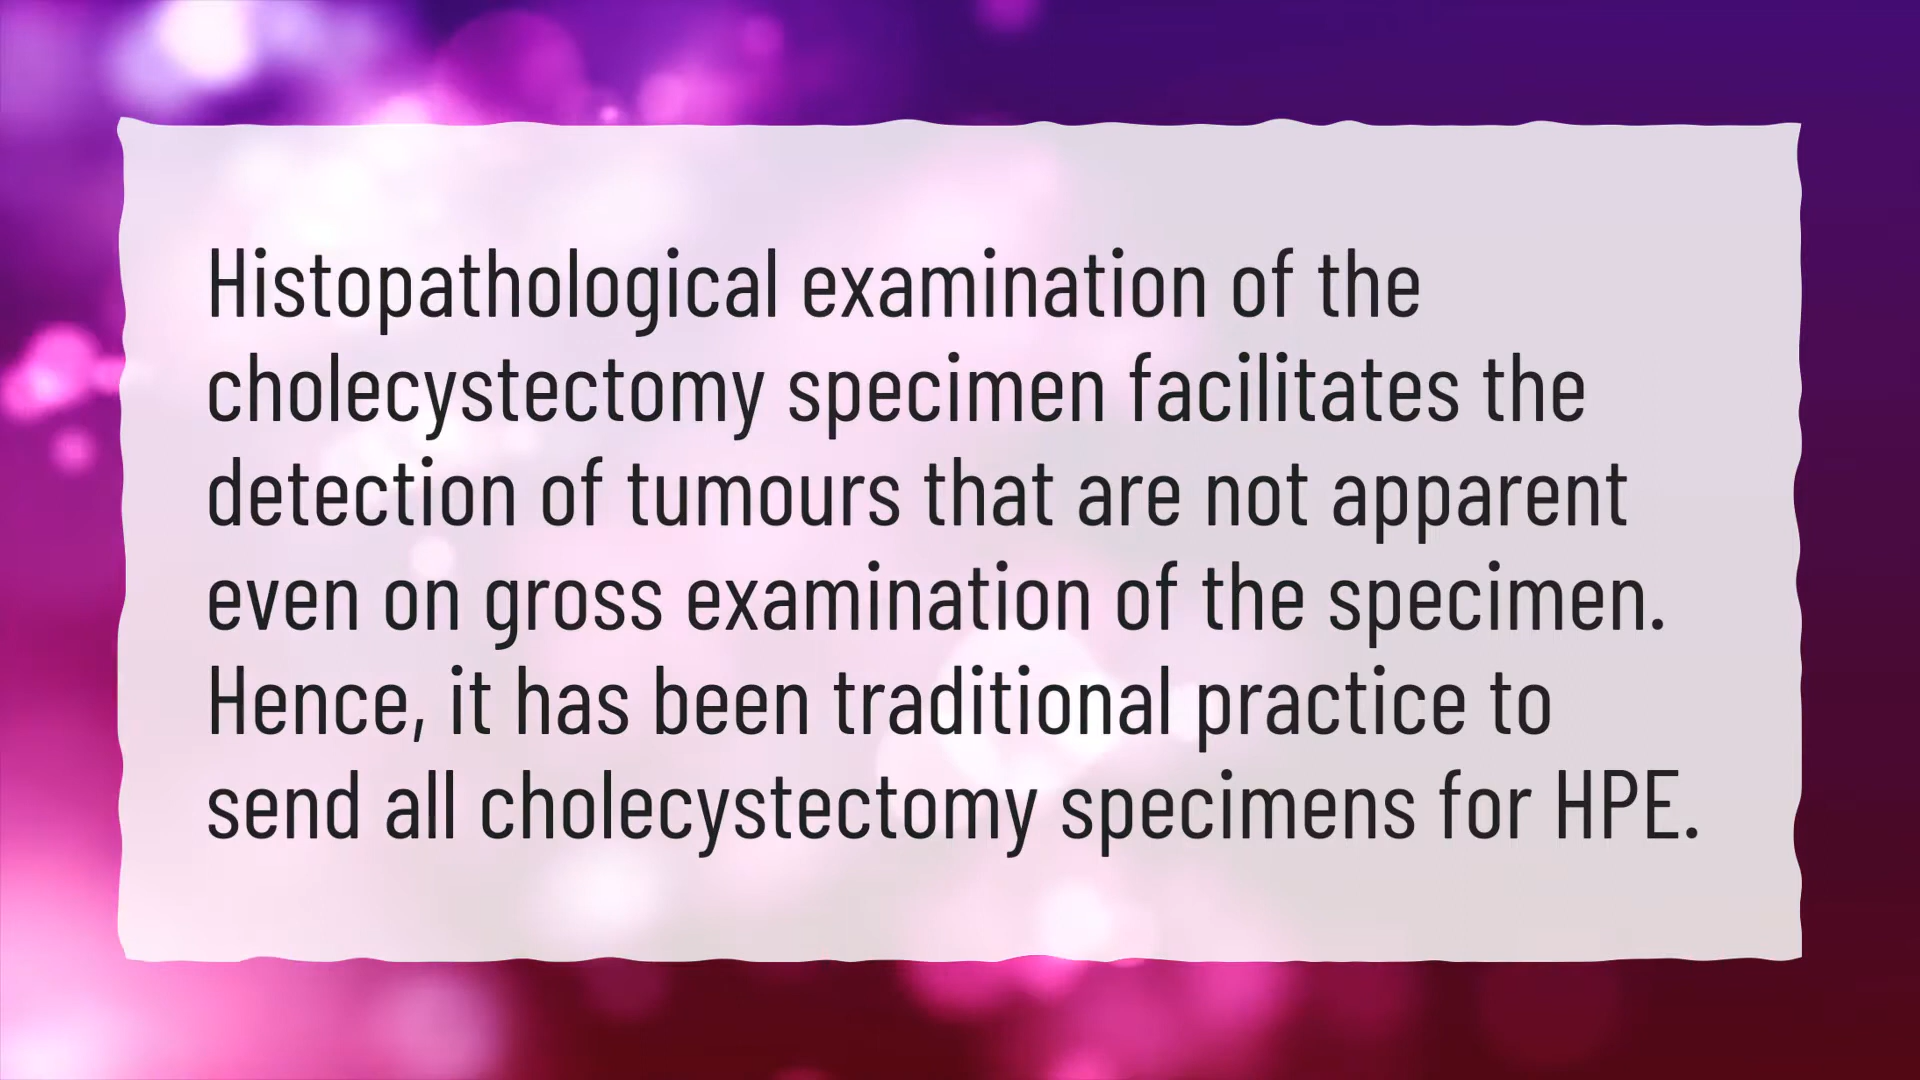 Histopathological examination of the
cholecystectomy specimen facilitates the
detection of tumours that are not apparent
even on gross examination of the specimen.
Hence, it has been traditional practice to
send all cholecystectomy specimens for HPE.